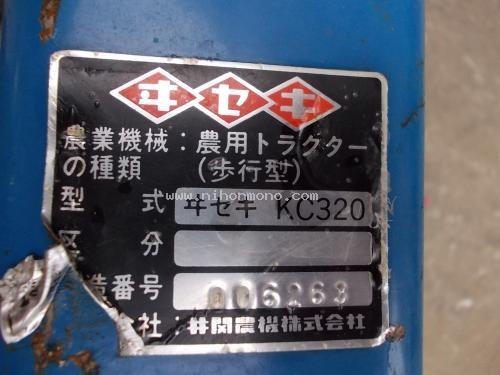 ヰセキ
農業機械:農用トラクター
の種類 (歩行型)
型 式 ヰセキ KC320
区 分
造番号 006263
社:井関農機株式会社
www.nihonmono.com